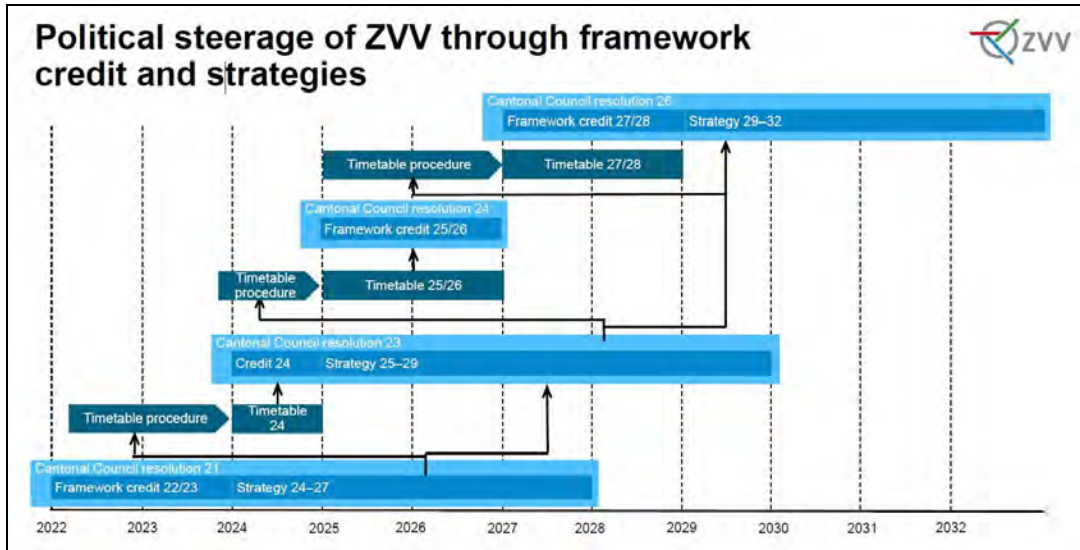 Political steerage of ZVV through framework
credit and strategies
ZVV
Cantonal Council resolution 26
Framework credit 27/28
Strategy 29–32
Timetable procedure
Timetable 27/28
Cantonal Council resolution 24
Framework credit 25/26
Timetable
procedure
Timetable 25/26
Cantonal Council resolution 23
Credit 24
Strategy 25–29
Timetable procedure
Timetable
24
Cantonal Council resolution 21
Framework credit 22/23
Strategy 24–27
2022 2023 2024 2025 2026 2027 2028 2029 2030 2031 2032